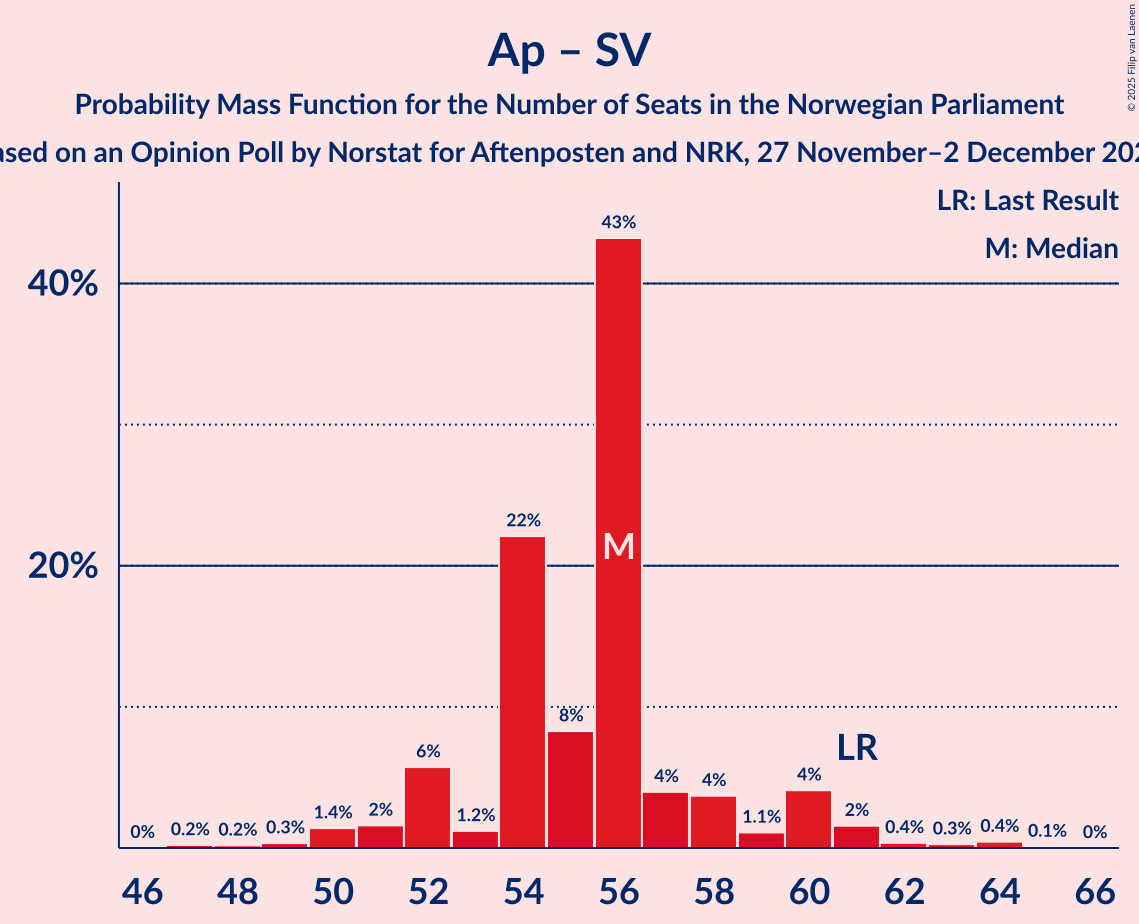 Ap – SV
Probability Mass Function for the Number of Seats in the Norwegian Parliament
ased on an Opinion Poll by Norstat for Aftenposten and NRK, 27 November–2 December 202
© 2025 Filip van Laenen
LR: Last Result
M: Median
40%
20%
0% 0.2% 0.2% 0.3% 1.4% 2% 6% 1.2% 22% 8% 43% 4% 4% 1.1% 4% 2% 0.4% 0.3% 0.4% 0.1% 0%
M
LR
46 48 50 52 54 56 58 60 62 64 66